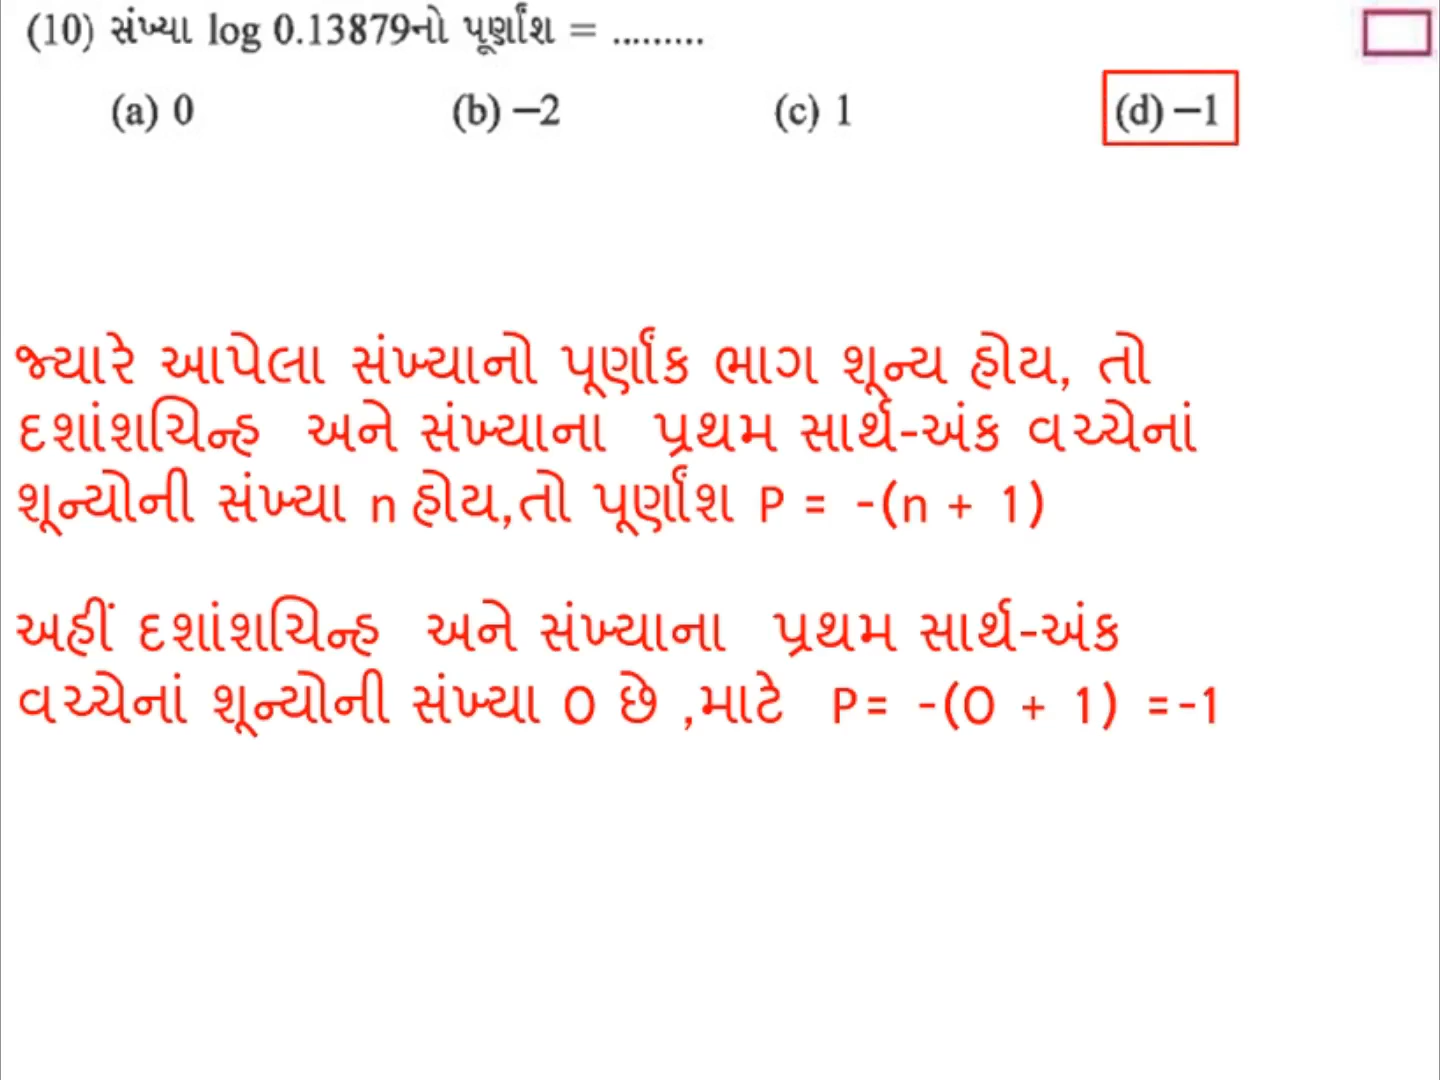 (10) સંખ્યા log 0.13879નો પૂર્ણાંશ = .........
(a) 0 (b) –2 (c) 1 (d) –1
જ્યારે આપેલા સંખ્યાનો પૂર્ણાંક ભાગ શૂન્ય હોય, તો
દશાંશચિન્હ અને સંખ્યાના પ્રથમ સાર્થ-અંક વચ્ચેનાં
શૂન્યોની સંખ્યા n હોય,તો પૂર્ણાંશ P = -(n + 1)
અહીં દશાંશચિન્હ અને સંખ્યાના પ્રથમ સાર્થ-અંક
વચ્ચેનાં શૂન્યોની સંખ્યા 0 છે ,માટે P= -(0 + 1) =-1